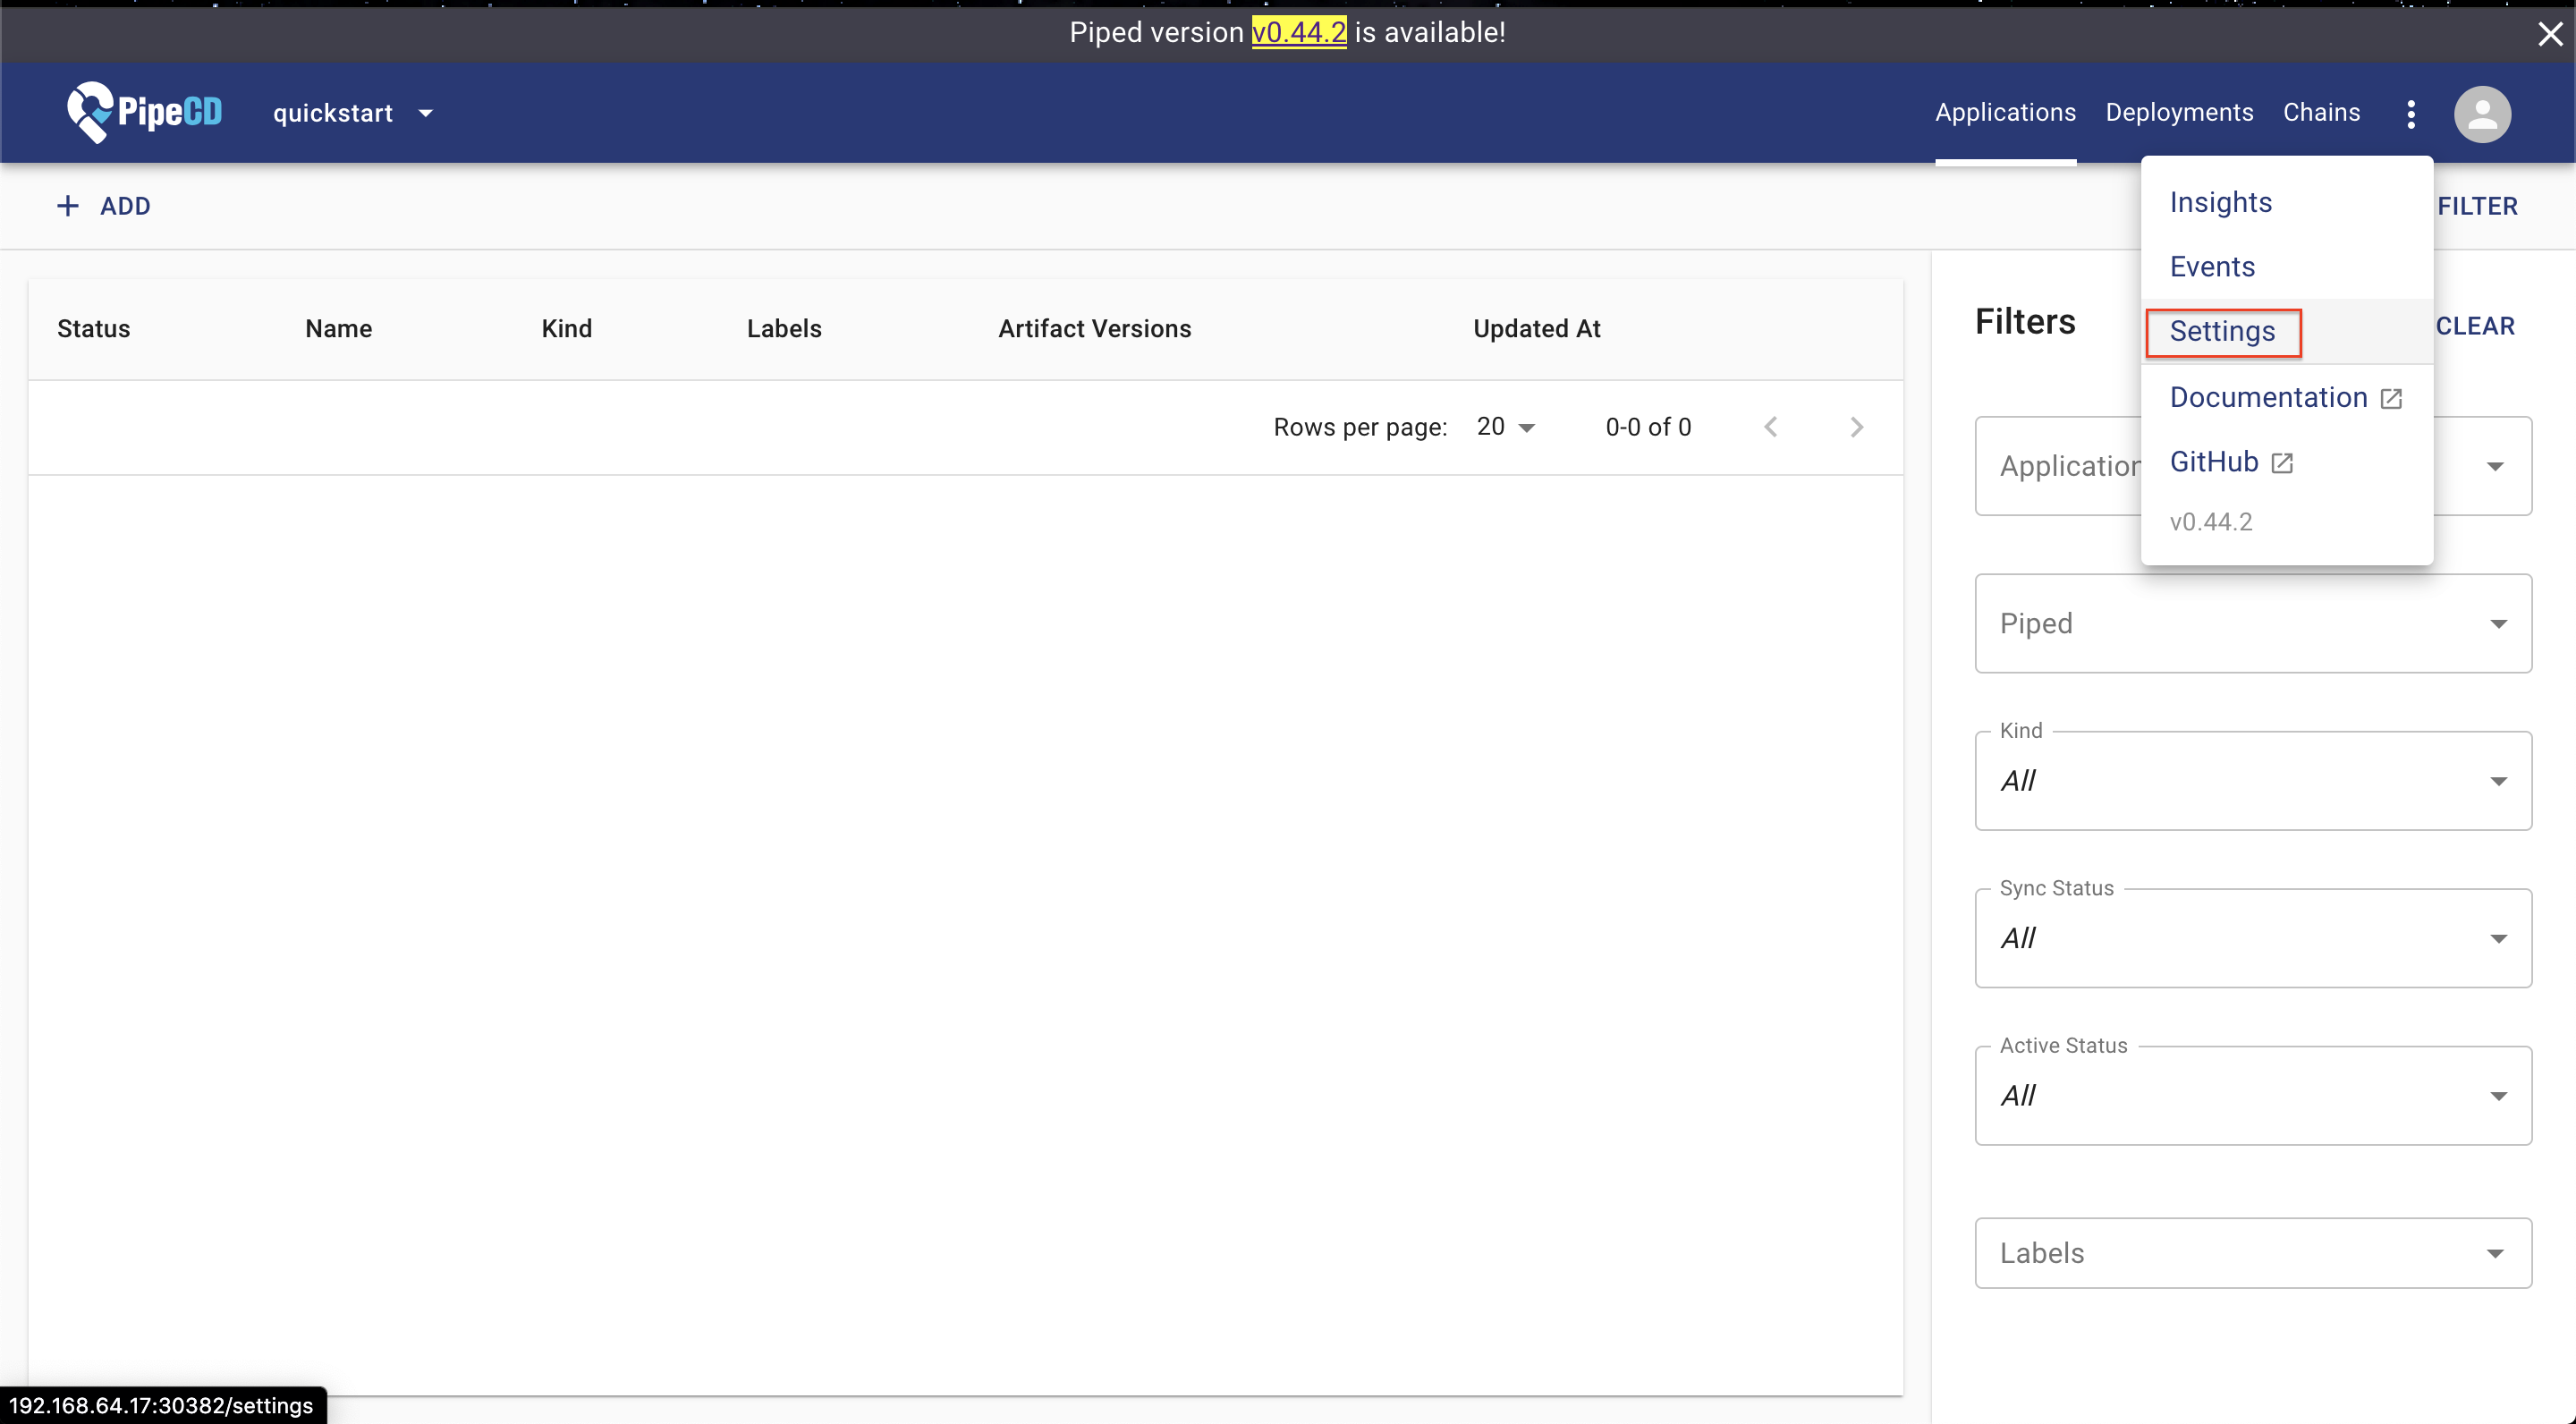 Piped version v0.44.2 is available!
PipeCD
quickstart
Applications
Deployments
Chains
ADD
FILTER
Insights
Events
Settings
Documentation
GitHub
v0.44.2
Status
Name
Kind
Labels
Artifact Versions
Updated At
Rows per page:
20
0-0 of 0
Filters
CLEAR
Application
Piped
Kind
All
Sync Status
All
Active Status
All
Labels
192.168.64.17:30382/settings